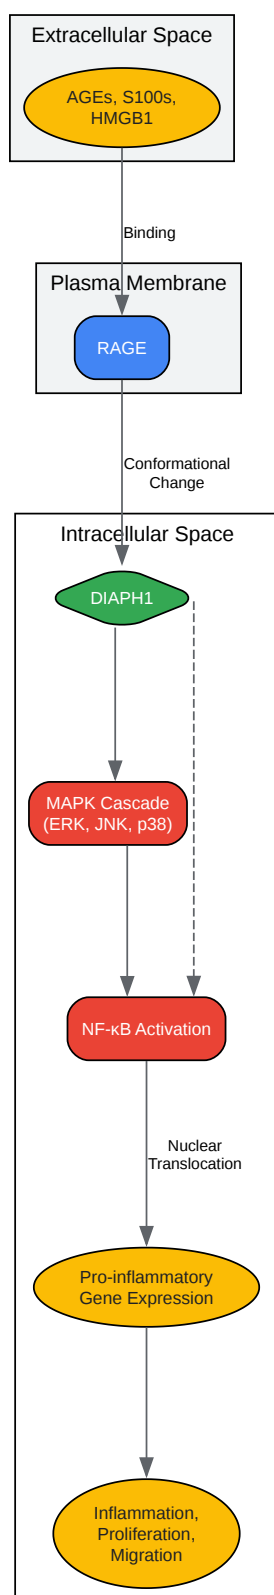 Extracellular Space
AGEs, S100s,
HMGB1
Binding
Plasma Membrane
RAGE
Conformational
Change
Intracellular Space
DIAPH1
MAPK Cascade
(ERK, JNK, p38)
NF-κB Activation
Nuclear
Translocation
Pro-inflammatory
Gene Expression
Inflammation,
Proliferation,
Migration